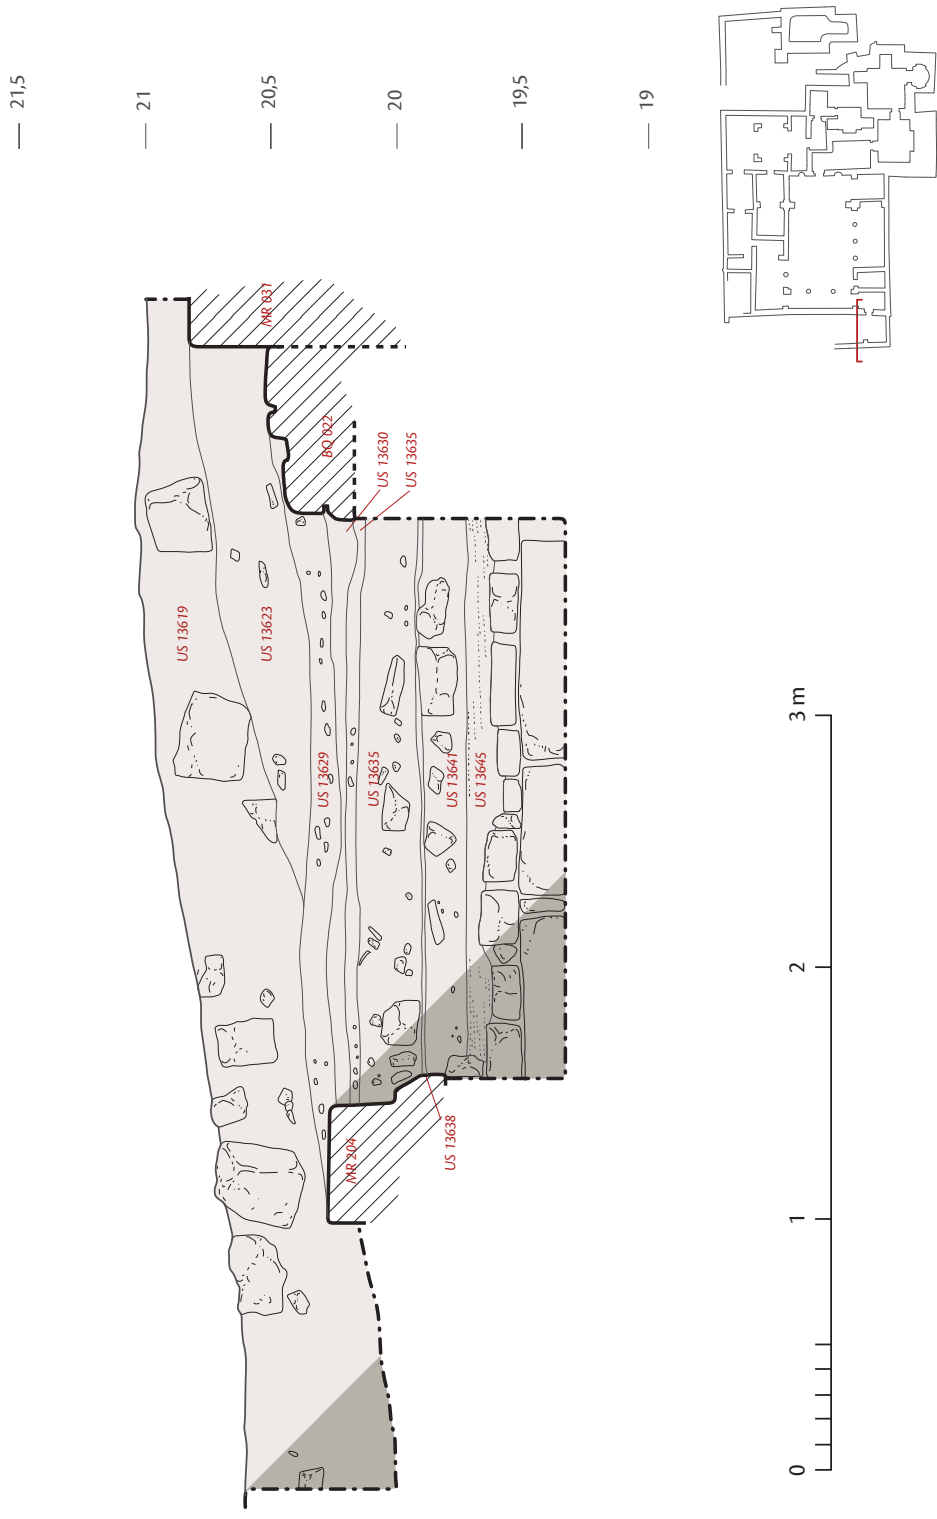 21,5
21
20,5
20
19,5
19
MR 031
BQ 022
US 13630
US 13635
US 13619
US 13623
US 13629
US 13635
US 13641
US 13645
US 13638
MR 204
0
1
2
3 m